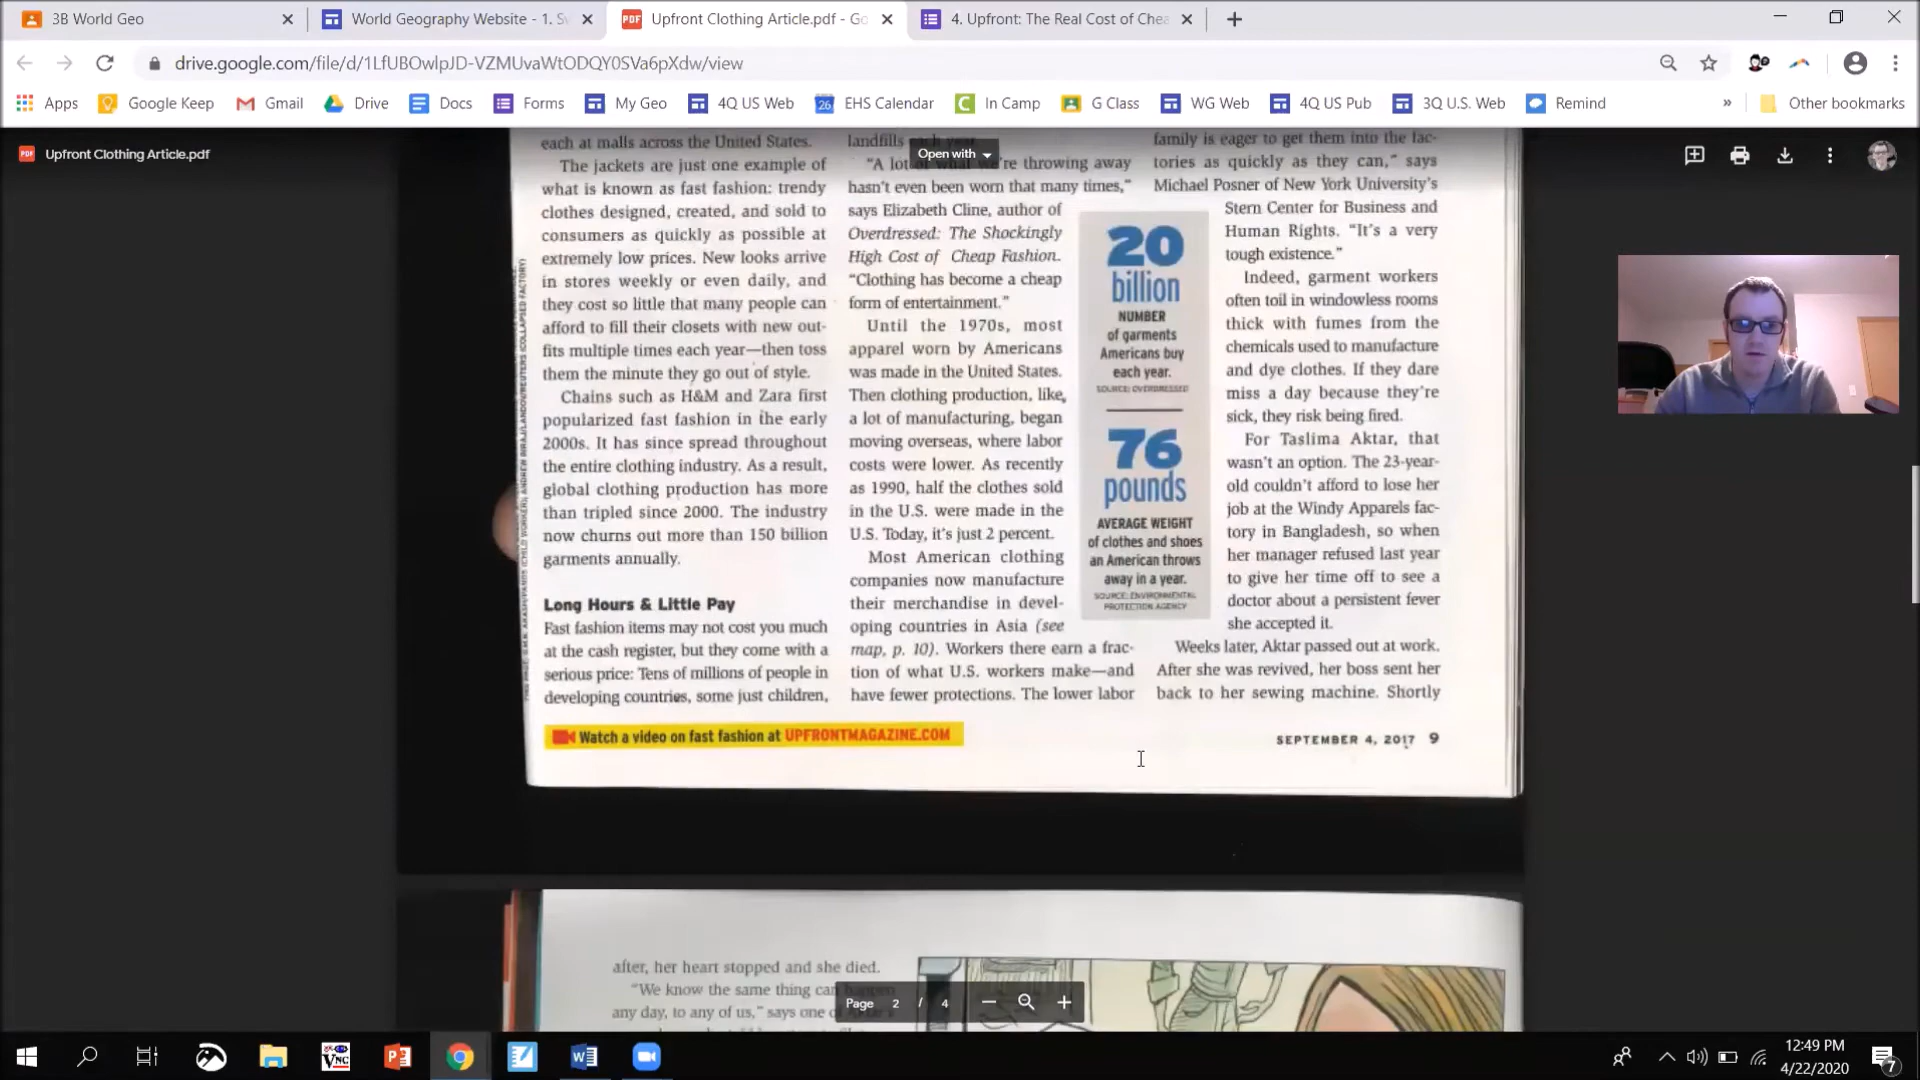 3B World Geo
World Geography Website - 1. S
Upfront Clothing Article.pdf - Go
4. Upfront: The Real Cost of Chea
drive.google.com/file/d/1LfUBOwlpJD-VZMUvaWtODQY0SVa6pXdw/view
Apps
Google Keep
Gmail
Drive
Docs
Forms
My Geo
4Q US Web
26
EHS Calendar
In Camp
G Class
WG Web
4Q US Pub
3Q U.S. Web
Remind
»
Other bookmarks
PDF
Upfront Clothing Article.pdf
Open with
each at malls across the United States.
The jackets are just one example of
what is known as fast fashion: trendy
clothes designed, created, and sold to
consumers as quickly as possible at
extremely low prices. New looks arrive
in stores weekly or even daily, and
they cost so little that many people can
afford to fill their closets with new out-
fits multiple times each year—then toss
them the minute they go out of style.
Chains such as H&M and Zara first
popularized fast fashion in the early
2000s. It has since spread throughout
the entire clothing industry. As a result,
global clothing production has more
than tripled since 2000. The industry
now churns out more than 150 billion
garments annually.
Long Hours & Little Pay
Fast fashion items may not cost you much
at the cash register, but they come with a
serious price: Tens of millions of people in
developing countries, some just children,
landfills each year.
“A lot of what we’re throwing away
hasn’t even been worn that many times,”
says Elizabeth Cline, author of
Overdressed: The Shockingly
High Cost of Cheap Fashion.
“Clothing has become a cheap
form of entertainment.”
Until the 1970s, most
apparel worn by Americans
was made in the United States.
Then clothing production, like
a lot of manufacturing, began
moving overseas, where labor
costs were lower. As recently
as 1990, half the clothes sold
in the U.S. were made in the
U.S. Today, it’s just 2 percent.
Most American clothing
companies now manufacture
their merchandise in devel-
oping countries in Asia (see
map, p. 10). Workers there earn a frac-
tion of what U.S. workers make—and
have fewer protections. The lower labor
20
billion
NUMBER
of garments
Americans buy
each year.
SOURCE: OVERDRESSED
76
pounds
AVERAGE WEIGHT
of clothes and shoes
an American throws
away in a year.
SOURCE: ENVIRONMENTAL
PROTECTION AGENCY
family is eager to get them into the fac-
tories as quickly as they can,” says
Michael Posner of New York University’s
Stern Center for Business and
Human Rights. “It’s a very
tough existence.”
Indeed, garment workers
often toil in windowless rooms
thick with fumes from the
chemicals used to manufacture
and dye clothes. If they dare
miss a day because they’re
sick, they risk being fired.
For Taslima Aktar, that
wasn’t an option. The 23-year-
old couldn’t afford to lose her
job at the Windy Apparels fac-
tory in Bangladesh, so when
her manager refused last year
to give her time off to see a
doctor about a persistent fever
she accepted it.
Weeks later, Aktar passed out at work.
After she was revived, her boss sent her
back to her sewing machine. Shortly
Watch a video on fast fashion at UPFRONTMAGAZINE.COM
SEPTEMBER 4, 2017 9
after, her heart stopped and she died.
“We know the same thing can happen
any day, to any of us,” says one of
Page 2 / 4
12:49 PM
4/22/2020
7